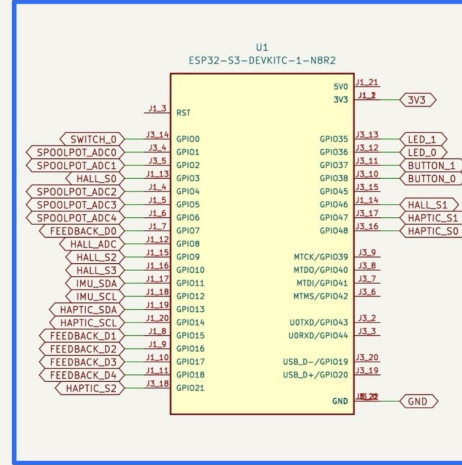 U1
ESP32-S3-DEVKITC-1-N8R2
5V0 J1_21
3V3 3V3
J1_3 RST
SWITCH_0 J3_14 GPIO0 GPIO35 J3_13 LED_1
SPOOLPOT_ADC0 J3_4 GPIO1 GPIO36 J3_12 LED_0
SPOOLPOT_ADC1 J3_5 GPIO2 GPIO37 J3_11 BUTTON_1
HALL_S0 J1_13 GPIO3 GPIO38 J3_10 BUTTON_0
SPOOLPOT_ADC2 J1_4 GPIO4 GPIO45 J3_15
SPOOLPOT_ADC3 J1_5 GPIO5 GPIO46 J1_14 HALL_S1
SPOOLPOT_ADC4 J1_6 GPIO6 GPIO47 J3_17 HAPTIC_S1
FEEDBACK_D0 J1_7 GPIO7 GPIO48 J3_16 HAPTIC_S0
HALL_ADC J1_12 GPIO8
HALL_S2 J1_15 GPIO9 MTCK/GPIO39 J3_9
HALL_S3 J1_16 GPIO10 MTDO/GPIO40 J3_8
IMU_SDA J1_17 GPIO11 MTDI/GPIO41 J3_7
IMU_SCL J1_18 GPIO12 MTMS/GPIO42 J3_6
HAPTIC_SDA J1_19 GPIO13
HAPTIC_SCL J1_20 GPIO14 U0TXD/GPIO43 J3_2
FEEDBACK_D1 J1_8 GPIO15 U0RXD/GPIO44 J3_3
FEEDBACK_D2 J1_9 GPIO16
FEEDBACK_D3 J1_10 GPIO17 USB_D-/GPIO19 J3_20
FEEDBACK_D4 J1_11 GPIO18 USB_D+/GPIO20 J3_19
HAPTIC_S2 J3_18 GPIO21
GND GND